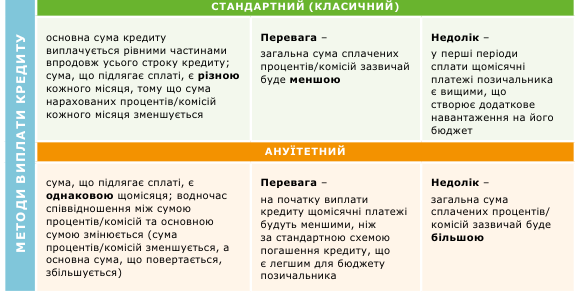 МЕТОДИ ВИПЛАТИ КРЕДИТУ
СТАНДАРТНИЙ (КЛАСИЧНИЙ)
основна сума кредиту
виплачується рівними частинами
впродовж усього строку кредиту;
сума, що підлягає сплаті, є різною
кожного місяця, тому що сума
нарахованих процентів/комісій
кожного місяця зменшується
Перевага –
загальна сума сплачених
процентів/комісій зазвичай
буде меншою
Недолік –
у перші періоди
сплати щомісячні
платежі позичальника
є вищими, що
створює додаткове
навантаження на його
бюджет
АНУЇТЕТНИЙ
сума, що підлягає сплаті, є
однаковою щомісяця; водночас
співвідношення між сумою
процентів/комісій та основною
сумою змінюється (сума
процентів/комісій зменшується, а
основна сума, що повертається,
збільшується)
Перевага –
на початку виплати
кредиту щомісячні платежі
будуть меншими, ніж
за стандартною схемою
погашення кредиту, що
є легшим для бюджету
позичальника
Недолік –
загальна сума
сплачених процентів/
комісій зазвичай буде
більшою